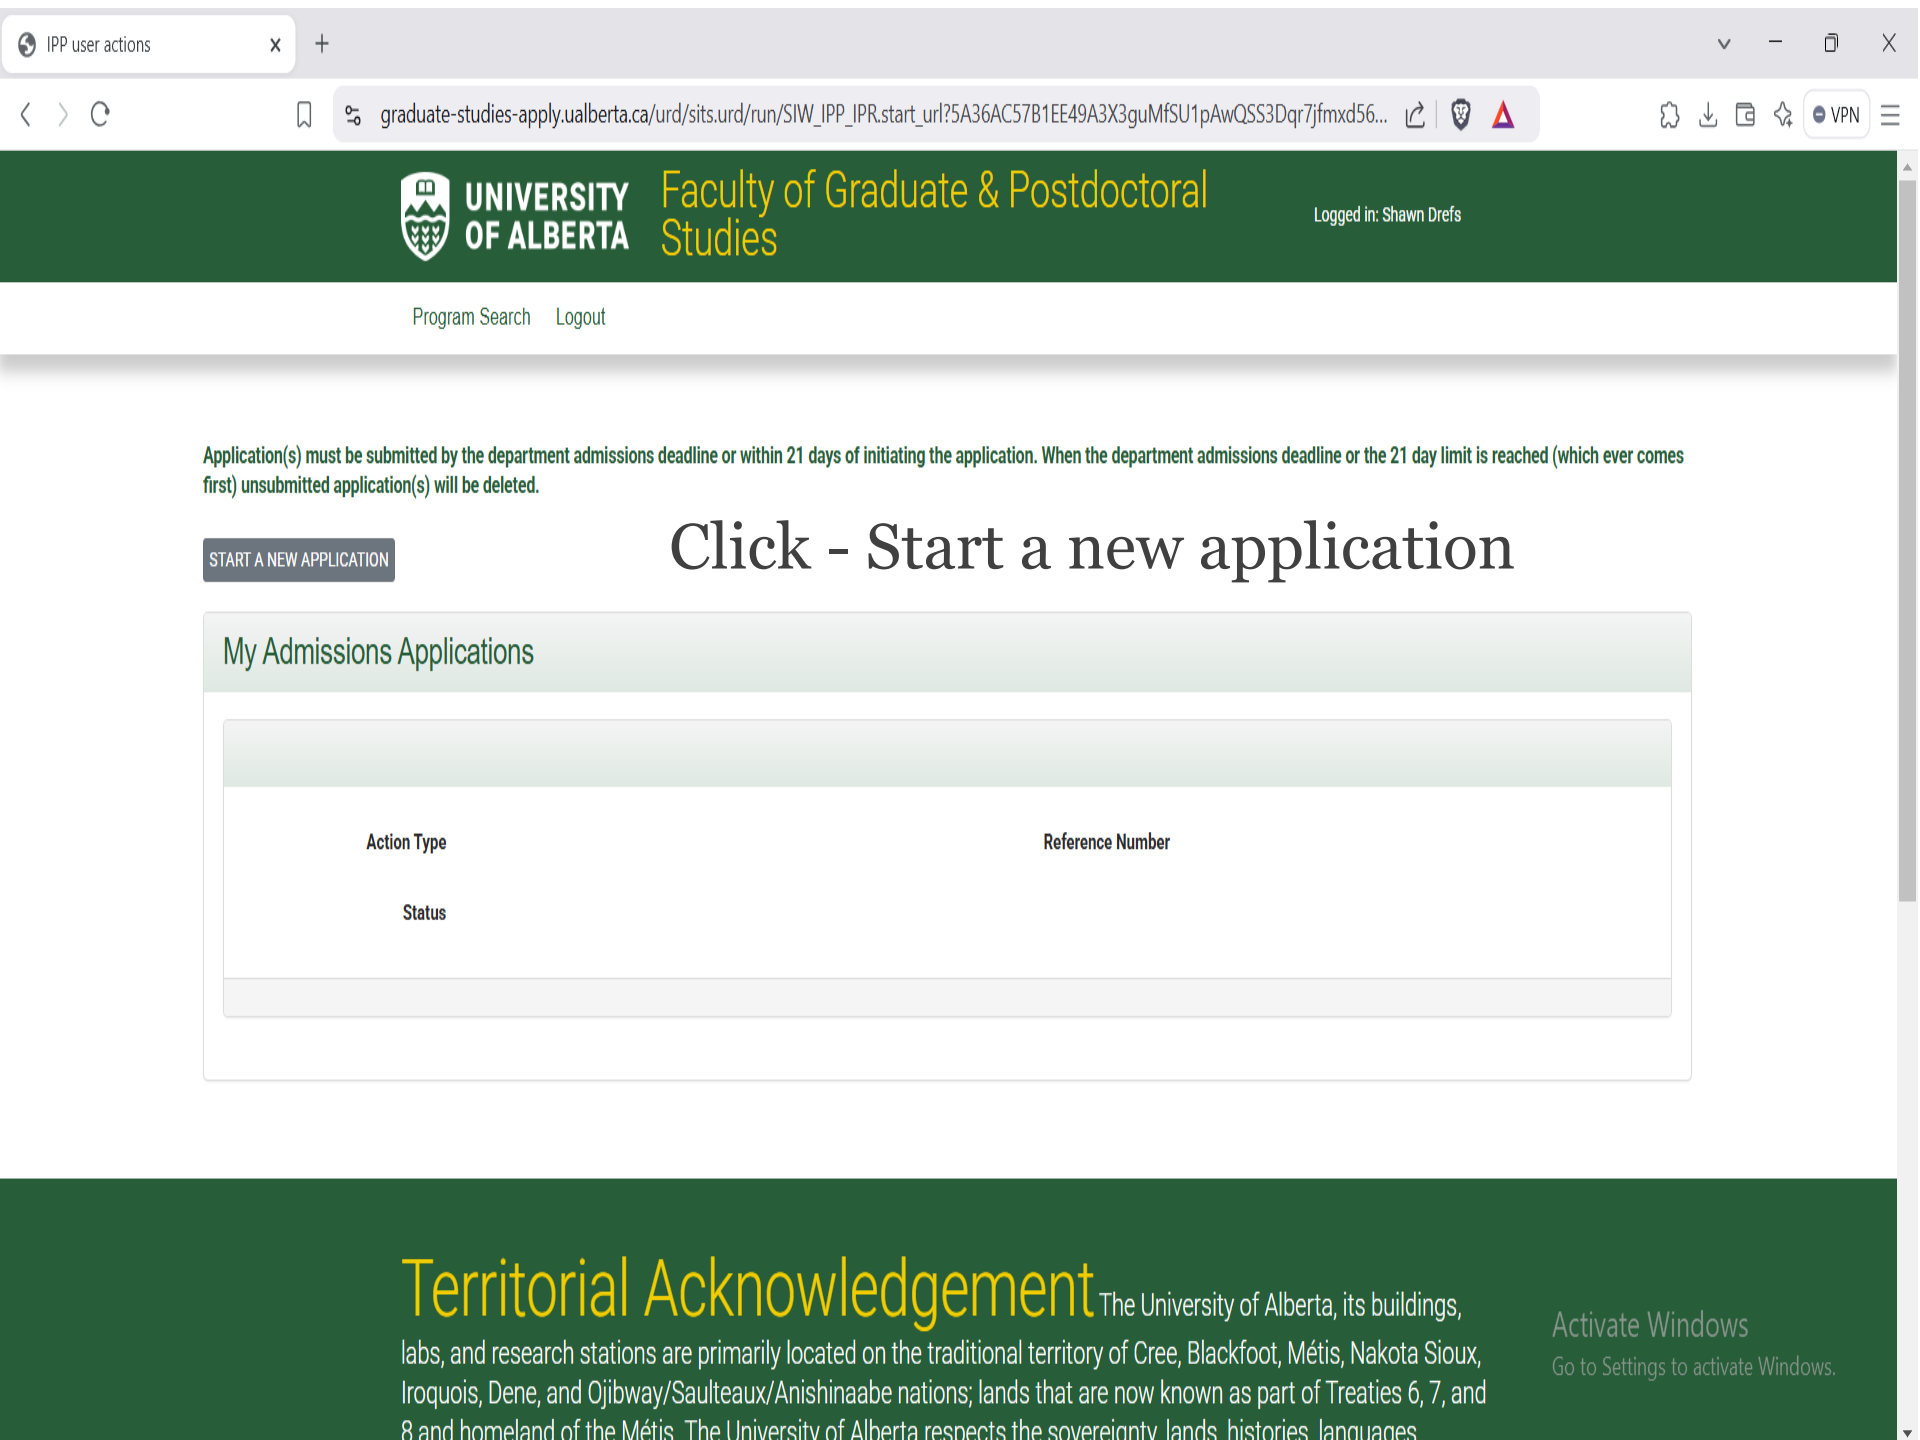 IPP user actions
graduate-studies-apply.ualberta.ca/urd/sits.urd/run/SIW_IPP_IPR.start_url?5A36AC57B1EE49A3X3guMfSU1pAwQSS3Dqr7jfmxd56...
VPN
UNIVERSITY
OF ALBERTA
Faculty of Graduate & Postdoctoral
Studies
Logged in: Shawn Drefs
Program Search Logout
Application(s) must be submitted by the department admissions deadline or within 21 days of initiating the application. When the department admissions deadline or the 21 day limit is reached (which ever comes
first) unsubmitted application(s) will be deleted.
START A NEW APPLICATION
Click - Start a new application
My Admissions Applications
Action Type
Reference Number
Status
Territorial Acknowledgement The University of Alberta, its buildings,
labs, and research stations are primarily located on the traditional territory of Cree, Blackfoot, Métis, Nakota Sioux,
Iroquois, Dene, and Ojibway/Saulteaux/Anishinaabe nations; lands that are now known as part of Treaties 6, 7, and
8 and homeland of the Métis. The University of Alberta respects the sovereignty, lands, histories, languages,
Activate Windows
Go to Settings to activate Windows.